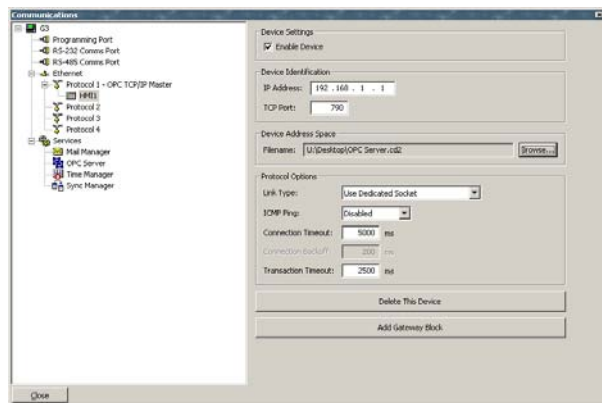 Communications
G3
Programming Port
RS-232 Comms Port
RS-485 Comms Port
Ethernet
Protocol 1 - OPC TCP/IP Master
HMI1
Protocol 2
Protocol 3
Protocol 4
Services
Mail Manager
OPC Server
Time Manager
Sync Manager
Device Settings
Enable Device
Device Identification
IP Address: 192 .168 . 1 . 1
TCP Port: 790
Device Address Space
Filename: U:\Desktop\OPC Server.cd2 Browse...
Protocol Options
Link Type: Use Dedicated Socket
ICMP Ping: Disabled
Connection Timeout: 5000 ms
Connection Backoff: 200 ms
Transaction Timeout: 2500 ms
Delete This Device
Add Gateway Block
Close